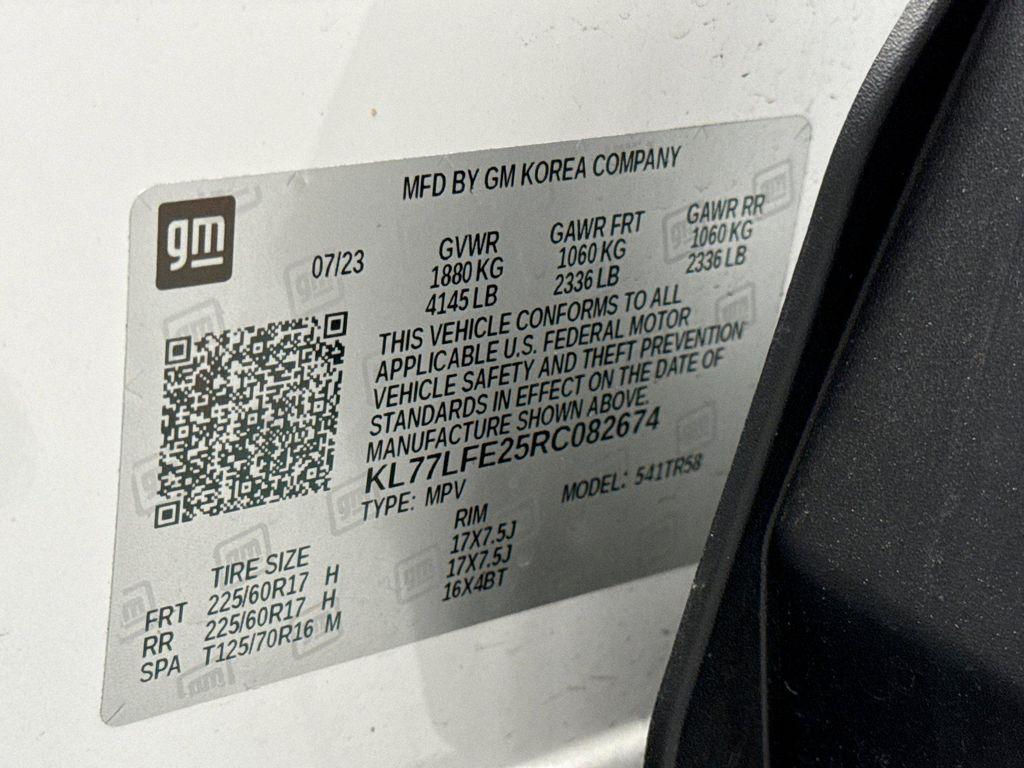 MFD BY GM KOREA COMPANY
gm
07/23
GVWR GAWR FRT GAWR RR
1880 KG 1060 KG 1060 KG
4145 LB 2336 LB 2336 LB
THIS VEHICLE CONFORMS TO ALL
APPLICABLE U.S. FEDERAL MOTOR
VEHICLE SAFETY AND THEFT PREVENTION
STANDARDS IN EFFECT ON THE DATE OF
MANUFACTURE SHOWN ABOVE.
KL77LFE25RC082674
TYPE: MPV MODEL: 541TR58
TIRE SIZE RIM
FRT 225/60R17 H 17X7.5J
RR 225/60R17 H 17X7.5J
SPA T125/70R16 M 16X4BT